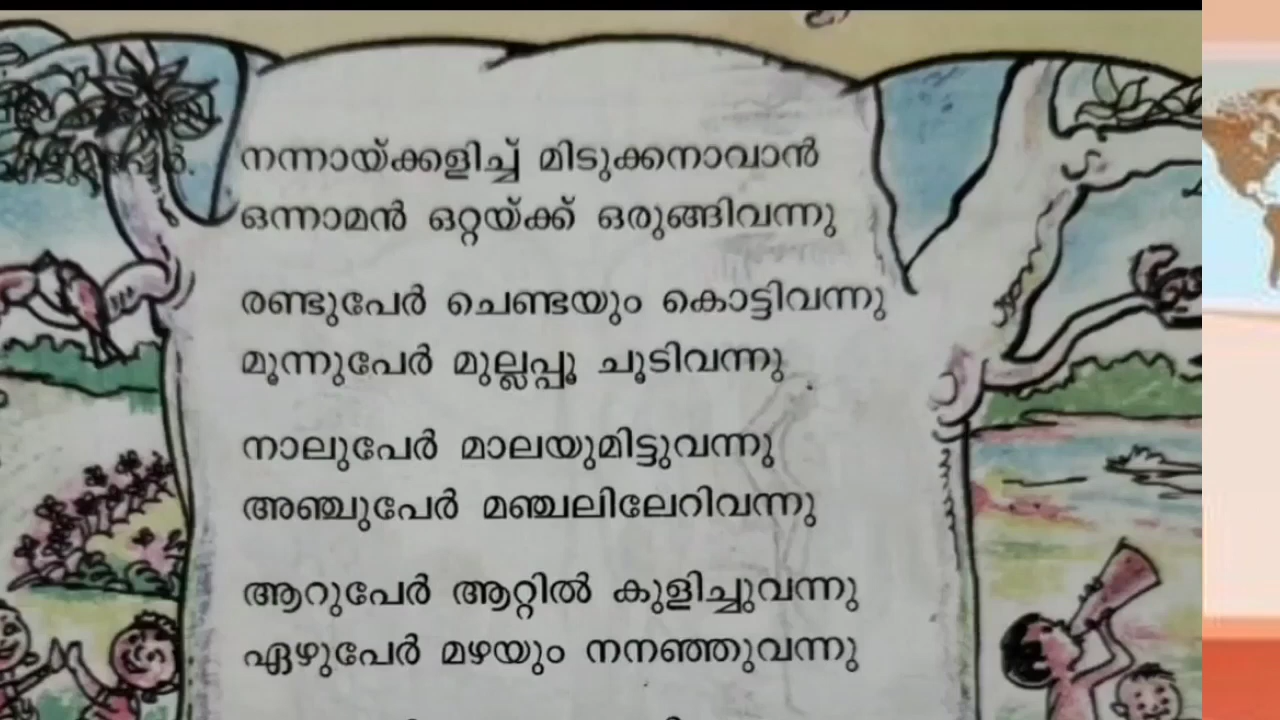 നന്നായ്ക്കളിച്ച് മിടുക്കനാവാൻ
ഒന്നാമൻ ഒറ്റയ്ക്ക് ഒരുങ്ങിവന്നു
രണ്ടുപേർ ചെണ്ടയും കൊട്ടിവന്നു
മൂന്നുപേർ മുല്ലപ്പൂ ചൂടിവന്നു
നാലുപേർ മാലയുമിട്ടുവന്നു
അഞ്ചുപേർ മഞ്ചലിലേറിവന്നു
ആറുപേർ ആറ്റിൽ കുളിച്ചുവന്നു
ഏഴുപേർ മഴയും നനഞ്ഞുവന്നു